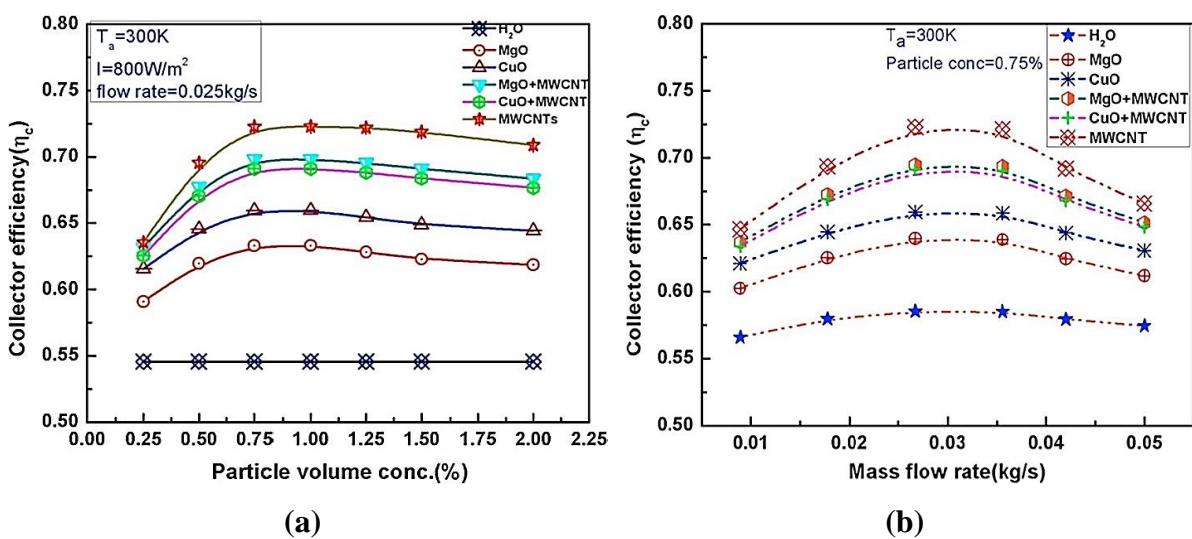 0.80
0.75
0.70
0.65
0.60
0.55
0.50
Collector efficiency(η_c)
T_a=300K
I=800W/m²
flow rate=0.025kg/s
H₂O
MgO
CuO
MgO+MWCNT
CuO+MWCNT
MWCNTs
0.00 0.25 0.50 0.75 1.00 1.25 1.50 1.75 2.00 2.25
Particle volume conc.(%)
(a)
0.80
0.75
0.70
0.65
0.60
0.55
0.50
Collector efficiency (η_c)
Ta=300K
Particle conc=0.75%
H₂O
MgO
CuO
MgO+MWCNT
CuO+MWCNT
MWCNT
0.01 0.02 0.03 0.04 0.05
Mass flow rate(kg/s)
(b)